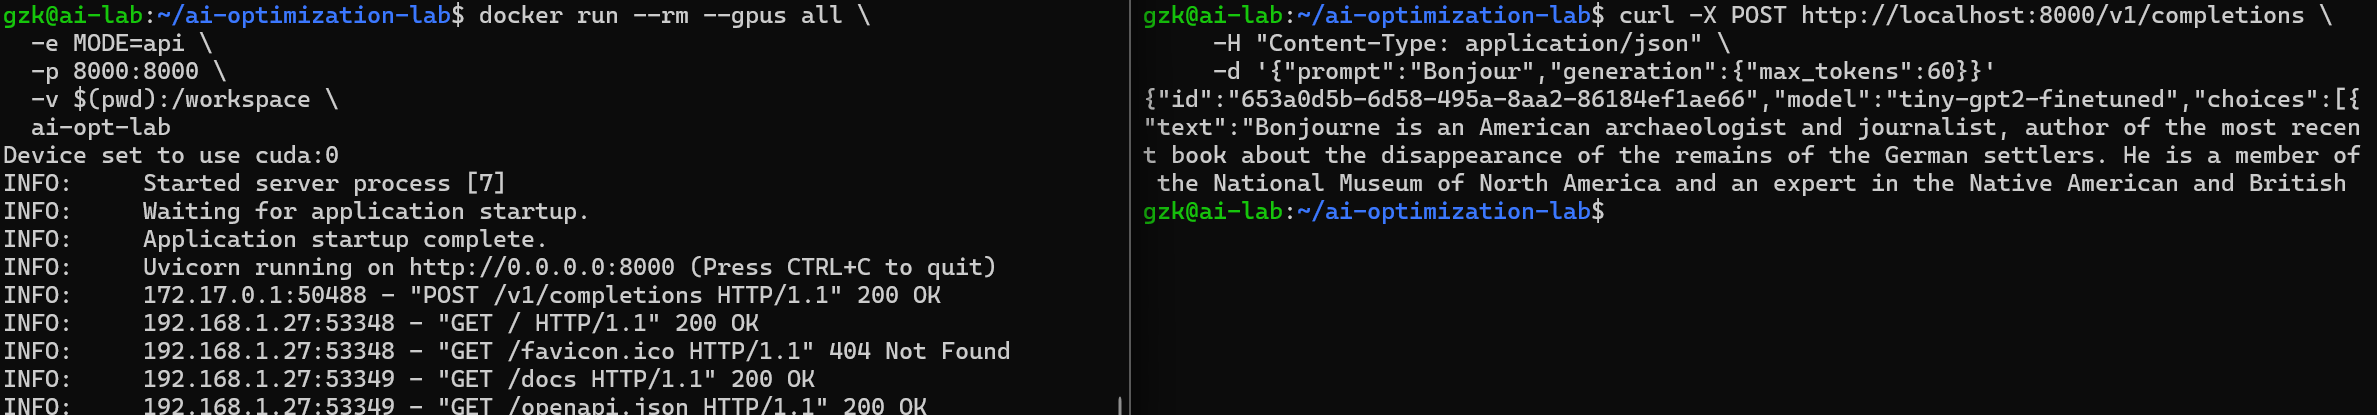 gzk@ai-lab:~/ai-optimization-lab$ docker run --rm --gpus all \
  -e MODE=api \
  -p 8000:8000 \
  -v $(pwd):/workspace \
  ai-opt-lab
Device set to use cuda:0
INFO:     Started server process [7]
INFO:     Waiting for application startup.
INFO:     Application startup complete.
INFO:     Uvicorn running on http://0.0.0.0:8000 (Press CTRL+C to quit)
INFO:     172.17.0.1:50488 - "POST /v1/completions HTTP/1.1" 200 OK
INFO:     192.168.1.27:53348 - "GET / HTTP/1.1" 200 OK
INFO:     192.168.1.27:53348 - "GET /favicon.ico HTTP/1.1" 404 Not Found
INFO:     192.168.1.27:53349 - "GET /docs HTTP/1.1" 200 OK
INFO:     192.168.1.27:53349 - "GET /openapi.json HTTP/1.1" 200 OK
gzk@ai-lab:~/ai-optimization-lab$ curl -X POST http://localhost:8000/v1/completions \
     -H "Content-Type: application/json" \
     -d '{"prompt":"Bonjour","generation":{"max_tokens":60}}'
{"id":"653a0d5b-6d58-495a-8aa2-86184ef1ae66","model":"tiny-gpt2-finetuned","choices":[{
"text":"Bonjourne is an American archaeologist and journalist, author of the most recen
t book about the disappearance of the remains of the German settlers. He is a member of
 the National Museum of North America and an expert in the Native American and British
gzk@ai-lab:~/ai-optimization-lab$